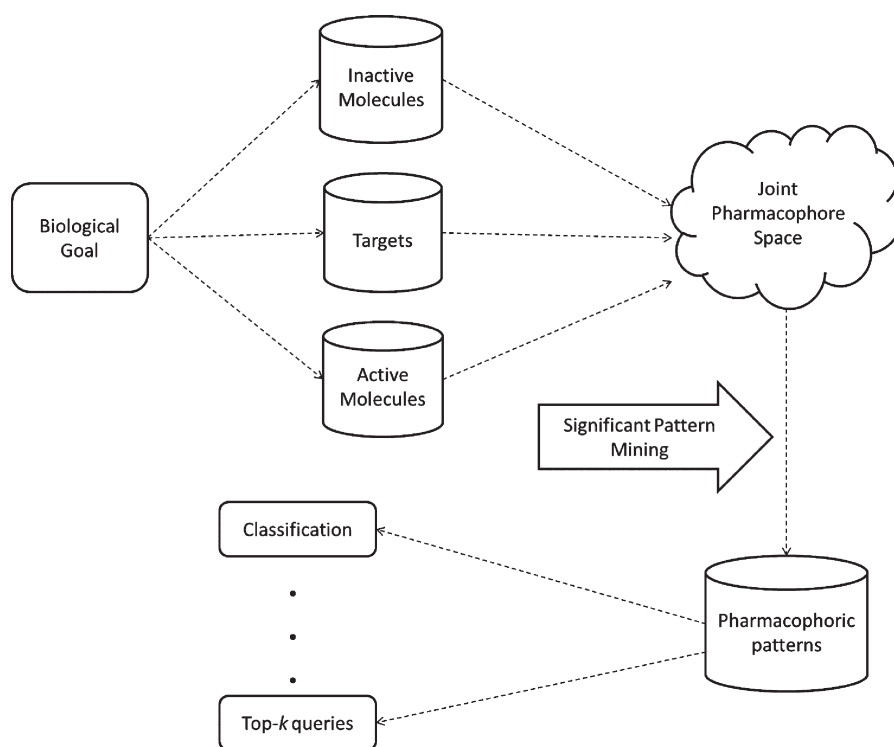 Inactive
Molecules
Biological
Goal
Targets
Active
Molecules
Joint
Pharmacophore
Space
Significant Pattern
Mining
Classification
Pharmacophoric
patterns
Top-k queries